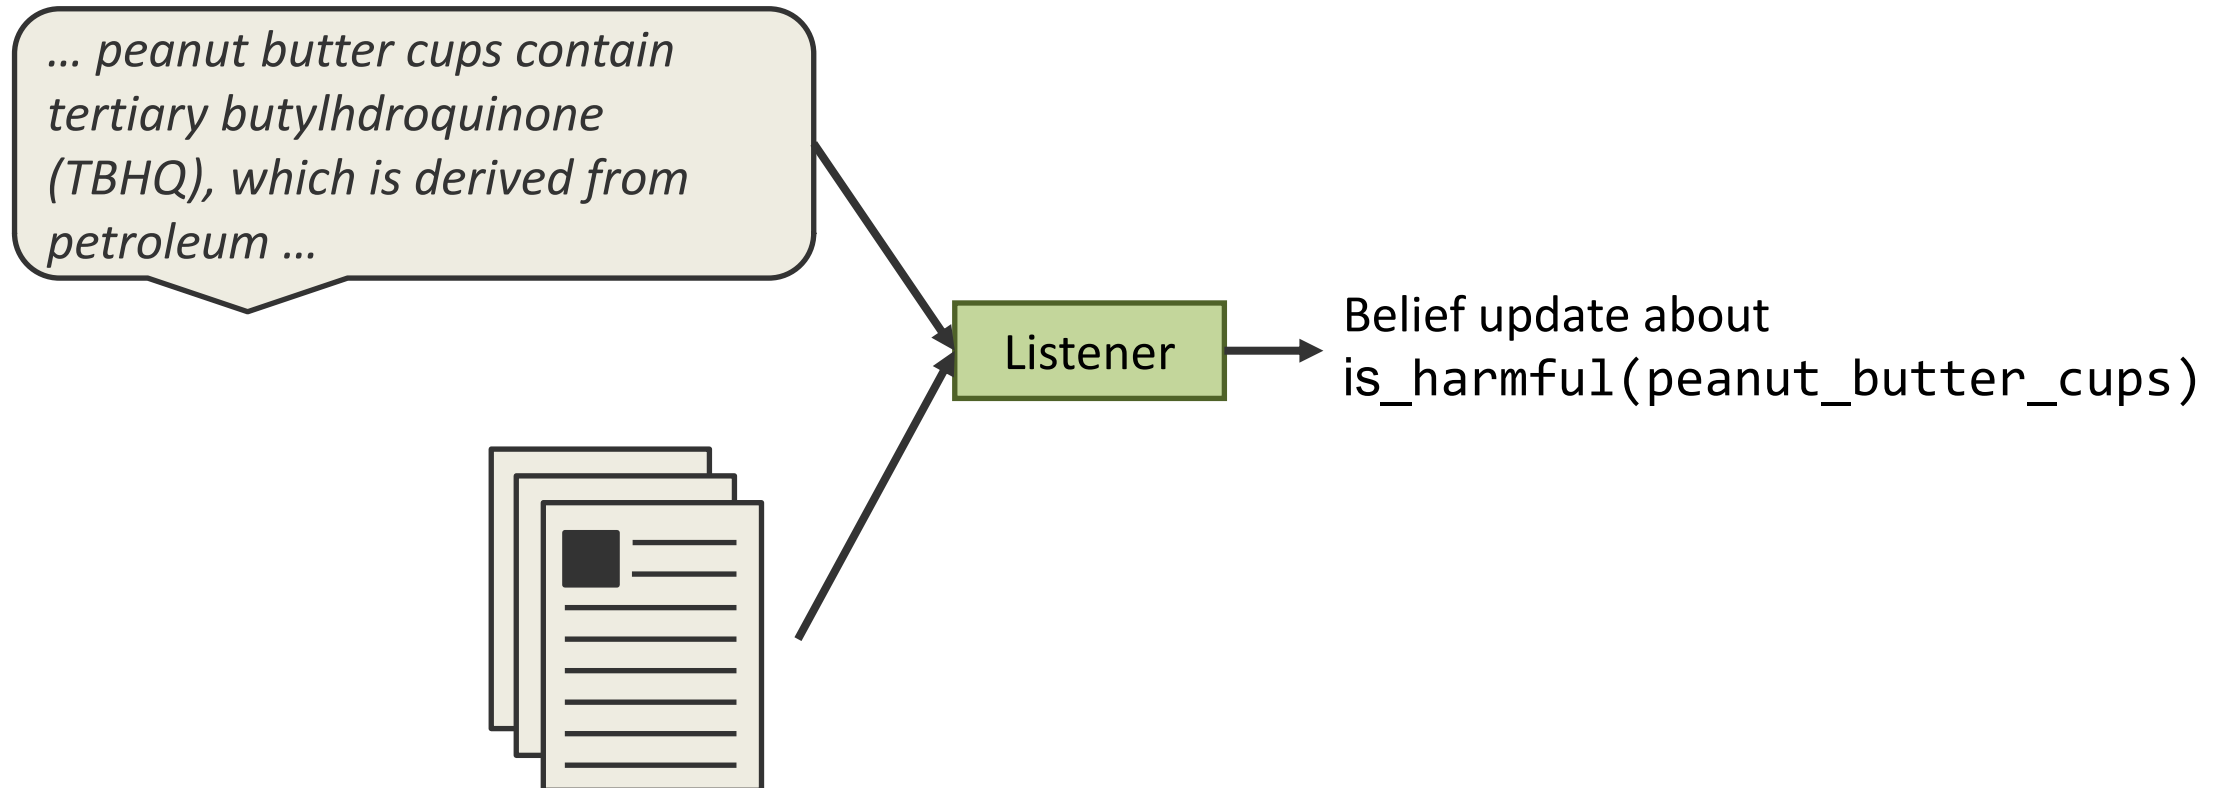 ... peanut butter cups contain
tertiary butylhdroquinone
(TBHQ), which is derived from
petroleum ...
Listener
Belief update about
is_harmful(peanut_butter_cups)